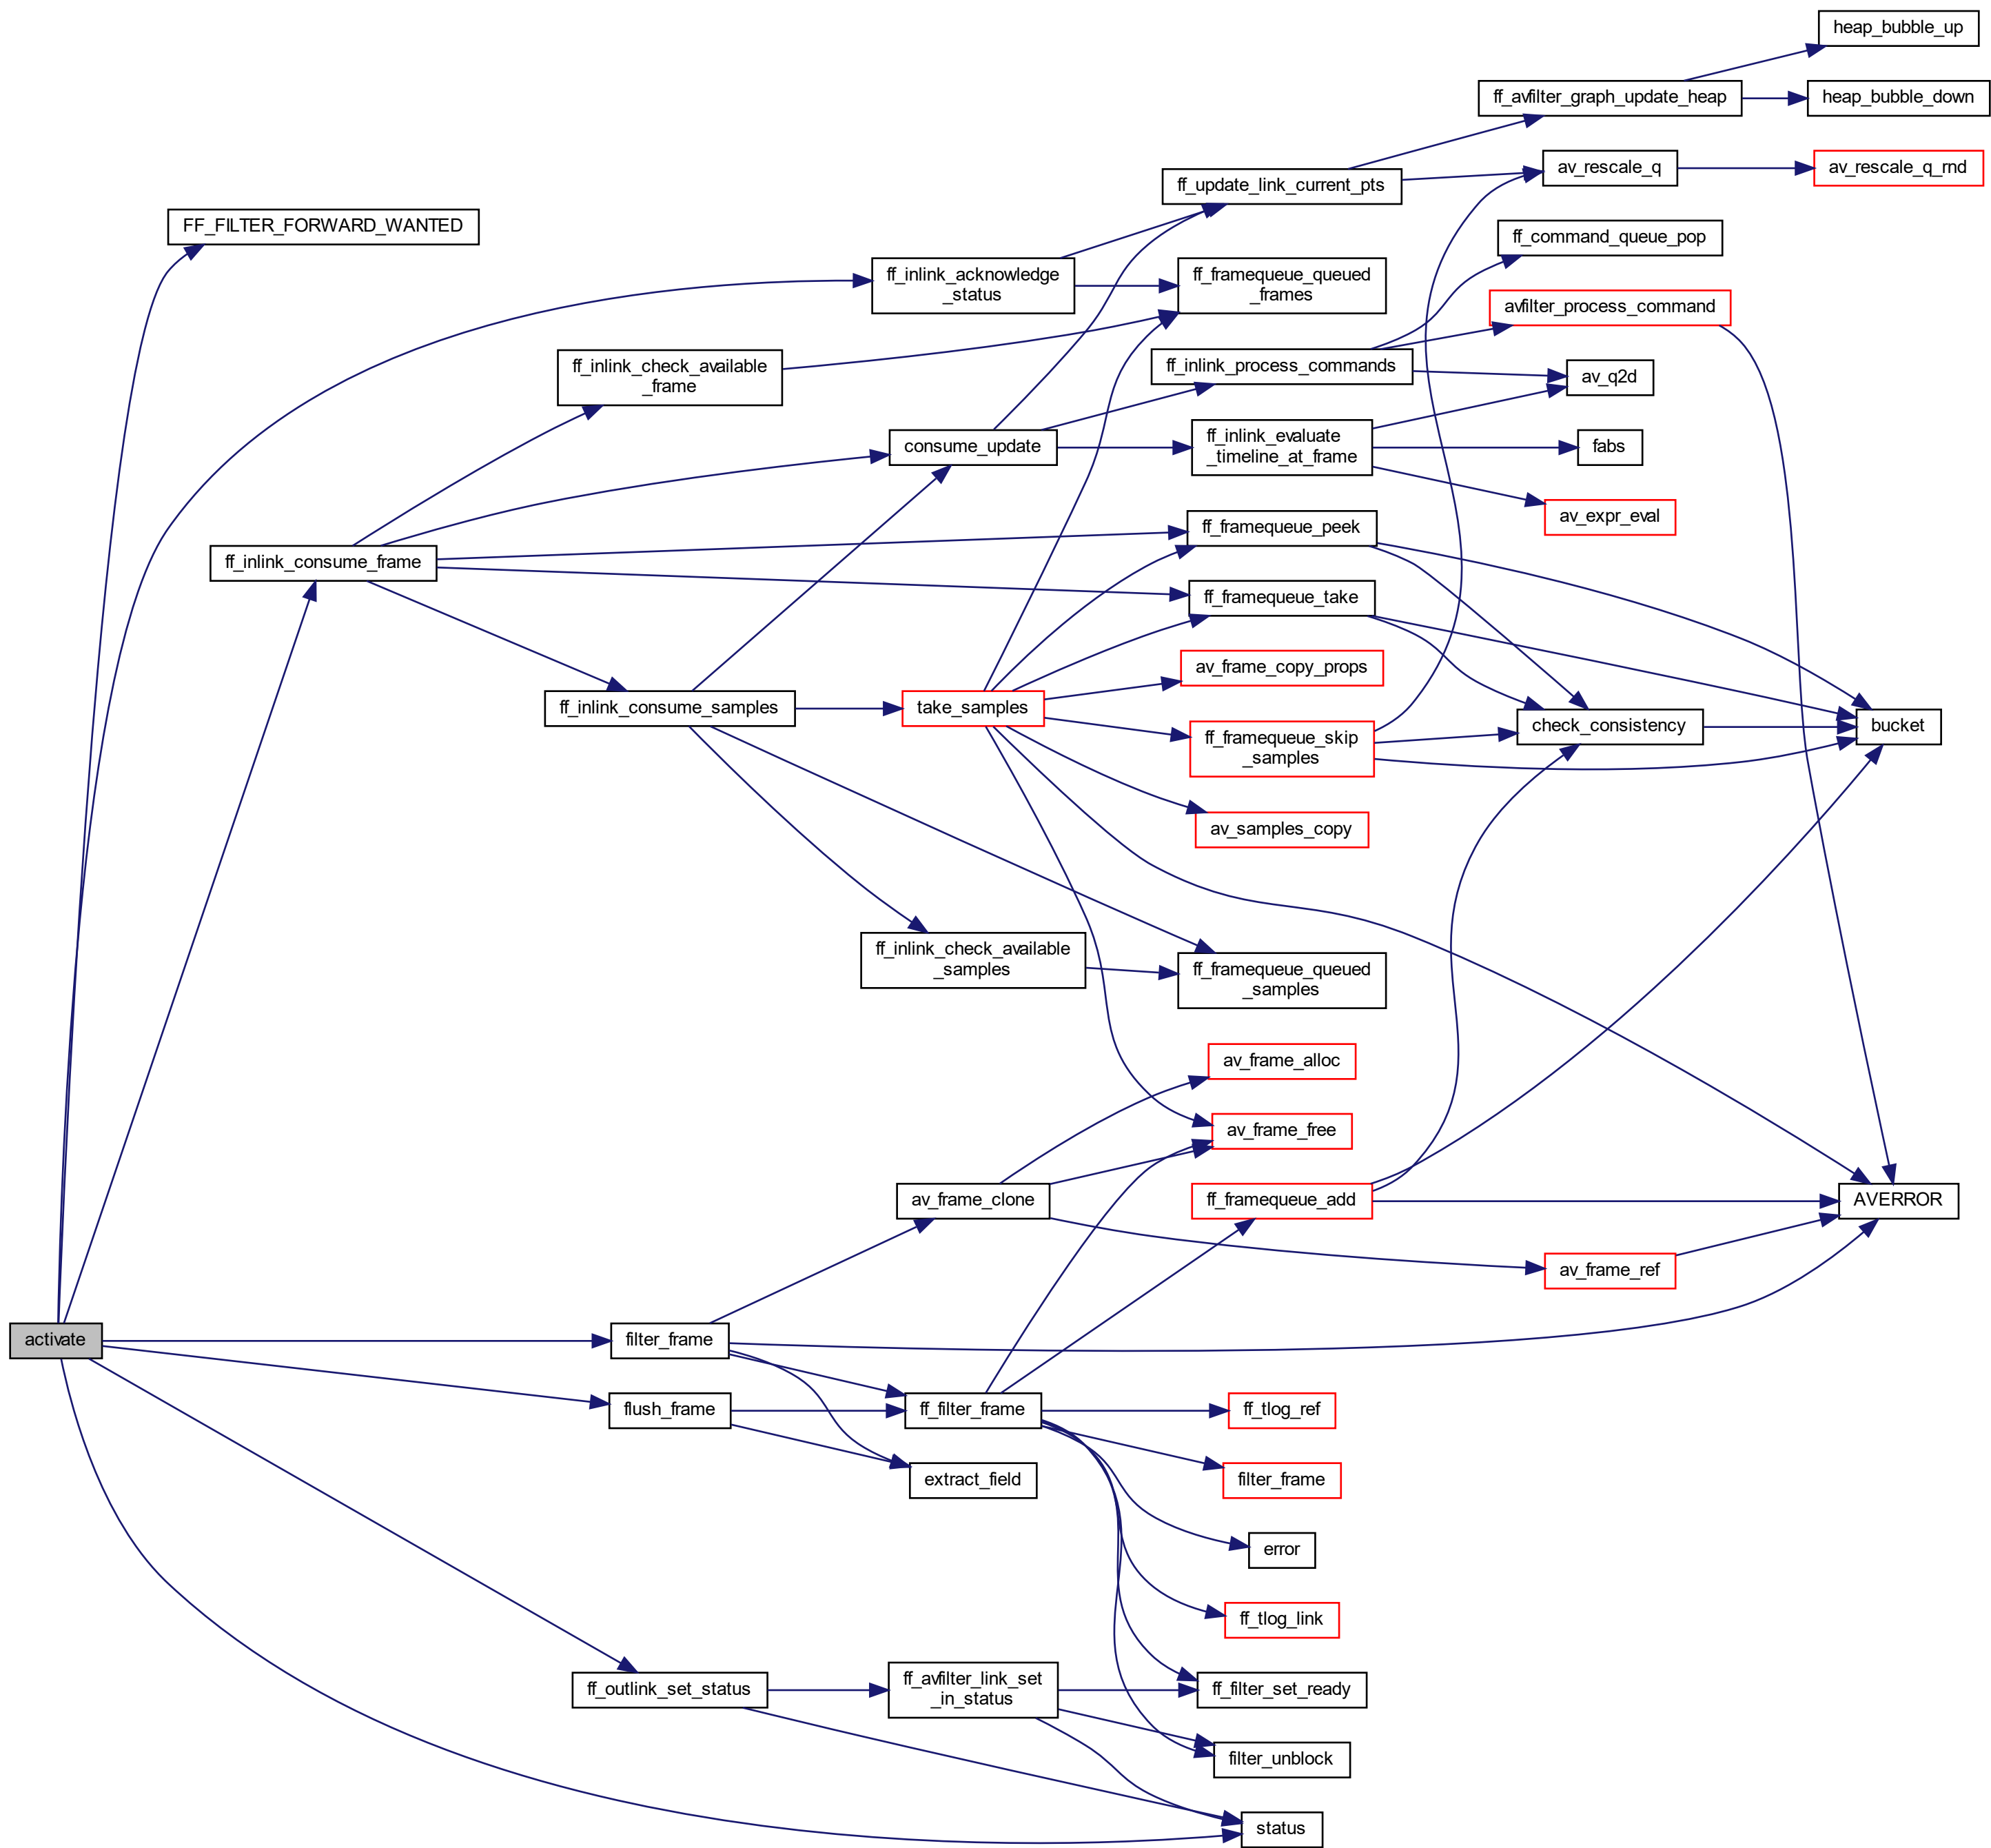 heap_bubble_up
ff_avfilter_graph_update_heap
heap_bubble_down
av_rescale_q
av_rescale_q_rnd
ff_update_link_current_pts
FF_FILTER_FORWARD_WANTED
ff_command_queue_pop
ff_inlink_acknowledge
_status
ff_framequeue_queued
_frames
avfilter_process_command
ff_inlink_check_available
_frame
ff_inlink_process_commands
av_q2d
consume_update
ff_inlink_evaluate
_timeline_at_frame
fabs
av_expr_eval
ff_framequeue_peek
ff_inlink_consume_frame
ff_framequeue_take
av_frame_copy_props
ff_inlink_consume_samples
take_samples
ff_framequeue_skip
_samples
check_consistency
bucket
av_samples_copy
ff_inlink_check_available
_samples
ff_framequeue_queued
_samples
av_frame_alloc
av_frame_free
av_frame_clone
ff_framequeue_add
AVERROR
av_frame_ref
activate
filter_frame
flush_frame
ff_filter_frame
ff_tlog_ref
extract_field
filter_frame
error
ff_tlog_link
ff_outlink_set_status
ff_avfilter_link_set
_in_status
ff_filter_set_ready
filter_unblock
status